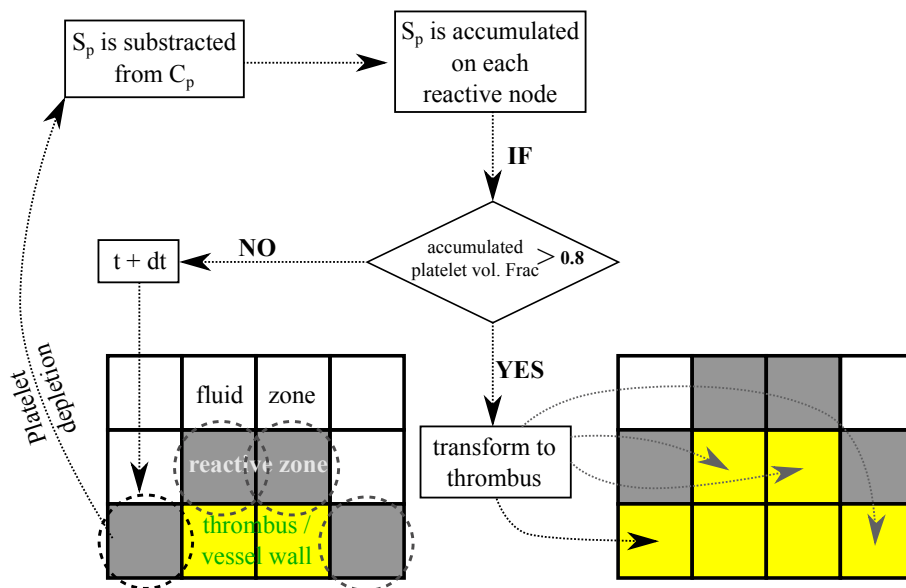 S_p is substracted
from C_p
S_p is accumulated
on each
reactive node
IF
accumulated
platelet vol. Frac > 0.8
NO
t + dt
YES
transform to
thrombus
Platelet
depletion
fluid zone
reactive zone
thrombus /
vessel wall